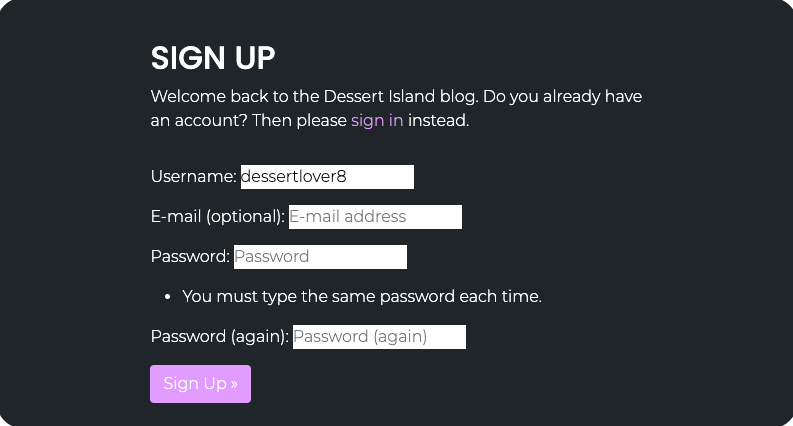 SIGN UP
Welcome back to the Dessert Island blog. Do you already have
an account? Then please sign in instead.
Username: dessertlover8
E-mail (optional): E-mail address
Password: Password
• You must type the same password each time.
Password (again): Password (again)
Sign Up »